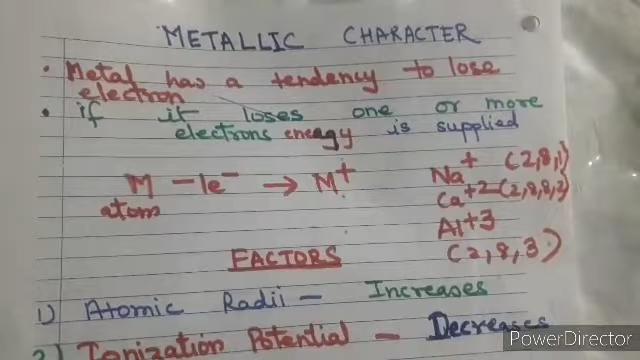 METALLIC CHARACTER
• Metal has a tendency to lose
electron
• if it loses one or more
electrons energy is supplied
M – 1e⁻ → M⁺
atom
Na⁺ (2,8,1)
Ca⁺² (2,8,8,2)
Al⁺³
(2,8,3)
FACTORS
1) Atomic Radii – Increases
2) Ionization Potential – Decreases
PowerDirector